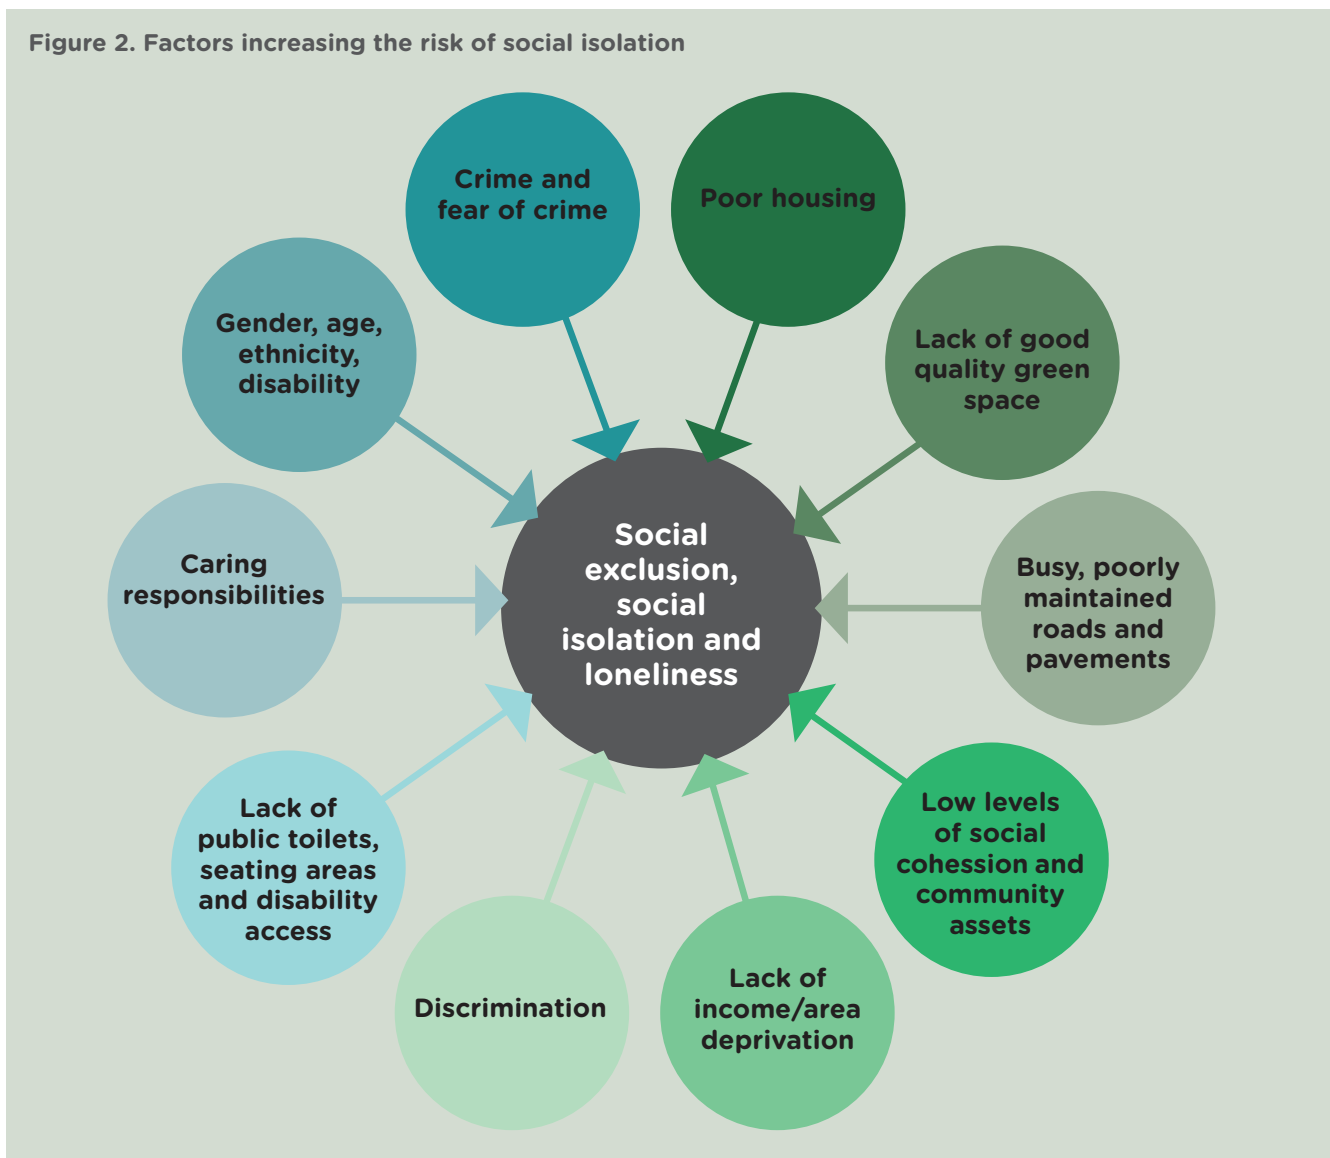 Figure 2. Factors increasing the risk of social isolation
Crime and
fear of crime
Poor housing
Gender, age,
ethnicity,
disability
Lack of good
quality green
space
Social
exclusion,
social
isolation and
loneliness
Caring
responsibilities
Busy, poorly
maintained
roads and
pavements
Lack of
public toilets,
seating areas
and disability
access
Low levels
of social
cohession and
community
assets
Discrimination
Lack of
income/area
deprivation